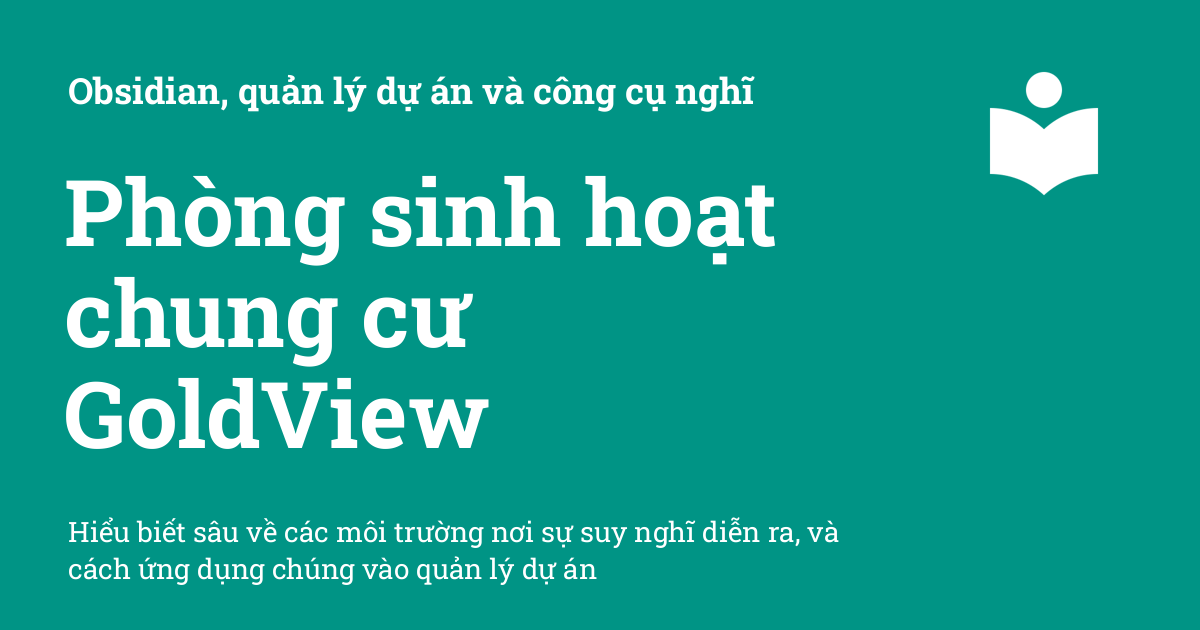 Obsidian, quản lý dự án và công cụ nghĩ
Phòng sinh hoạt
chung cư
GoldView
Hiểu biết sâu về các môi trường nơi sự suy nghĩ diễn ra, và
cách ứng dụng chúng vào quản lý dự án